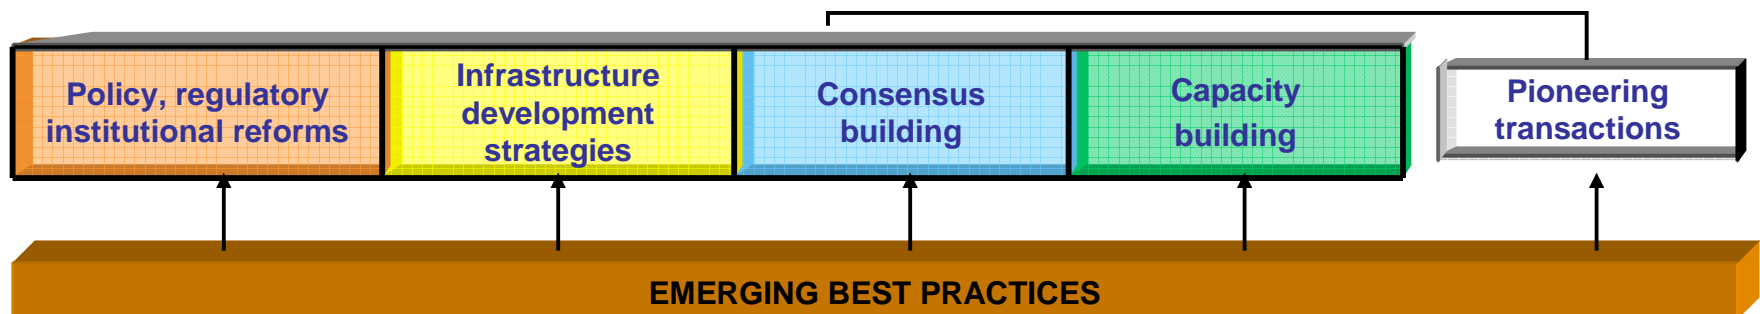 Policy, regulatory
institutional reforms
Infrastructure
development
strategies
Consensus
building
Capacity
building
Pioneering
transactions
EMERGING BEST PRACTICES